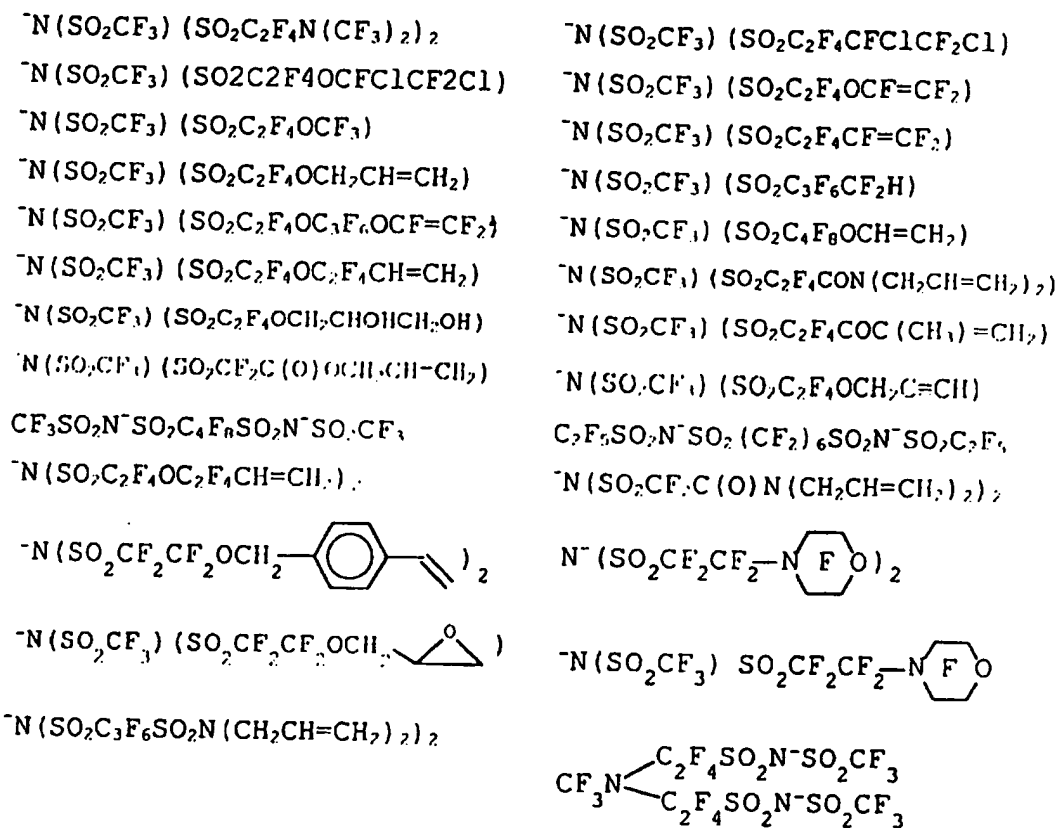 ⁻N(SO₂CF₃)(SO₂C₂F₄N(CF₃)₂)₂
⁻N(SO₂CF₃)(SO2C2F4OCFClCF2Cl)
⁻N(SO₂CF₃)(SO₂C₂F₄OCF₃)
⁻N(SO₂CF₃)(SO₂C₂F₄OCH₂CH=CH₂)
⁻N(SO₂CF₃)(SO₂C₂F₄OC₃F₆OCF=CF₂)
⁻N(SO₂CF₃)(SO₂C₂F₄OC₂F₄CH=CH₂)
⁻N(SO₂CF₃)(SO₂C₂F₄OCH₂CHOHCH₂OH)
⁻N(SO₂CF₃)(SO₂CF₂C(O)OCH₂CH=CH₂)
CF₃SO₂N⁻SO₂C₄F₈SO₂N⁻SO₂CF₃
⁻N(SO₂C₂F₄OC₂F₄CH=CH₂)₂
⁻N(SO₂CF₂CF₂OCH₂ )₂
⁻N(SO₂CF₃)(SO₂CF₂CF₂OCH₂ O )
⁻N(SO₂C₃F₆SO₂N(CH₂CH=CH₂)₂)₂
⁻N(SO₂CF₃)(SO₂C₂F₄CFClCF₂Cl)
⁻N(SO₂CF₃)(SO₂C₂F₄OCF=CF₂)
⁻N(SO₂CF₃)(SO₂C₂F₄CF=CF₂)
⁻N(SO₂CF₃)(SO₂C₃F₆CF₂H)
⁻N(SO₂CF₃)(SO₂C₄F₈OCH=CH₂)
⁻N(SO₂CF₃)(SO₂C₂F₄CON(CH₂CH=CH₂)₂)
⁻N(SO₂CF₃)(SO₂C₂F₄COC(CH₃)=CH₂)
⁻N(SO₂CF₃)(SO₂C₂F₄OCH₂C=CH)
C₂F₅SO₂N⁻SO₂(CF₂)₆SO₂N⁻SO₂C₂F₅
⁻N(SO₂CF₂C(O)N(CH₂CH=CH₂)₂)₂
N⁻(SO₂CF₂CF₂—N F O)₂
⁻N(SO₂CF₃) SO₂CF₂CF₂—N F O
C₂F₄SO₂N⁻SO₂CF₃
CF₃N
C₂F₄SO₂N⁻SO₂CF₃